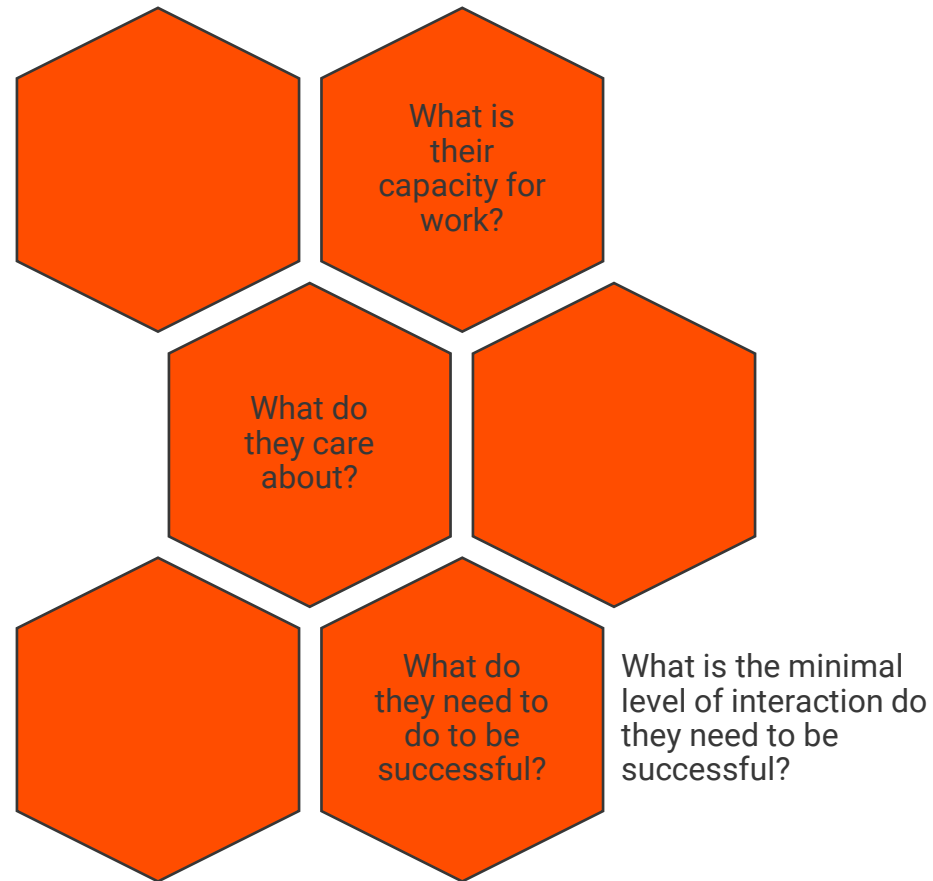 What is
their
capacity for
work?
What do
they care
about?
What do
they need to
do to be
successful?
What is the minimal
level of interaction do
they need to be
successful?